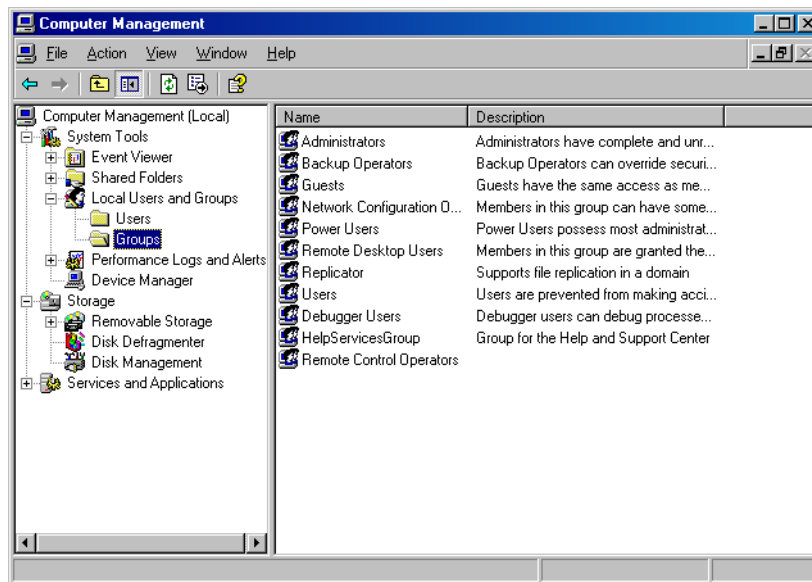 Computer Management
File Action View Window Help
Computer Management (Local)
System Tools
Event Viewer
Shared Folders
Local Users and Groups
Users
Groups
Performance Logs and Alerts
Device Manager
Storage
Removable Storage
Disk Defragmenter
Disk Management
Services and Applications
Name Description
Administrators Administrators have complete and unr...
Backup Operators Backup Operators can override securi...
Guests Guests have the same access as me...
Network Configuration O... Members in this group can have some...
Power Users Power Users possess most administrat...
Remote Desktop Users Members in this group are granted the...
Replicator Supports file replication in a domain
Users Users are prevented from making acci...
Debugger Users Debugger users can debug processe...
HelpServicesGroup Group for the Help and Support Center
Remote Control Operators